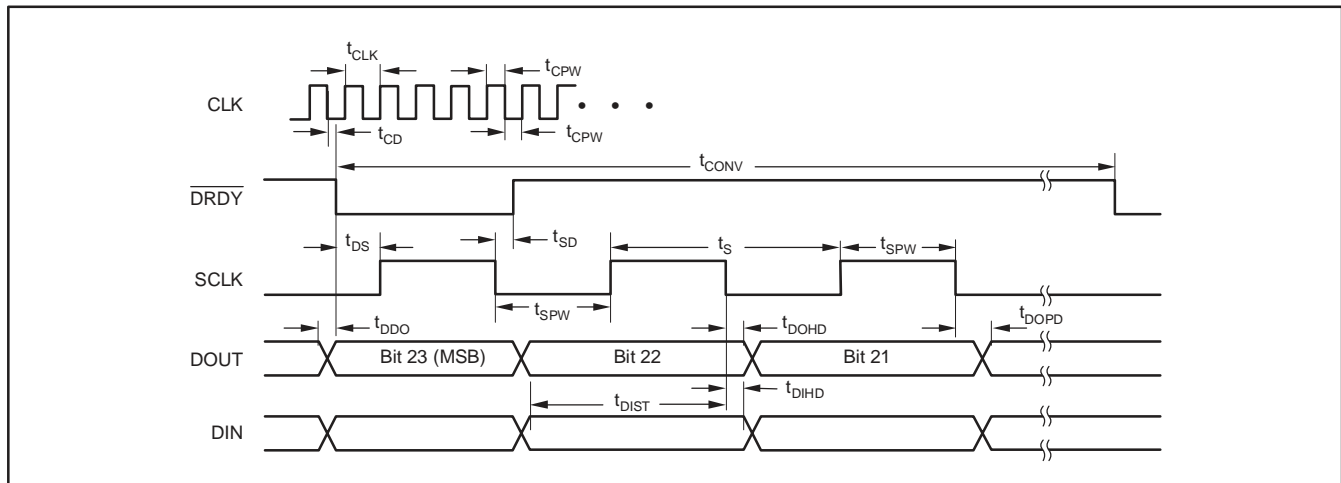 tCLK
tCPW
CLK
• • •
tCD
tCPW
tCONV
DRDY
tDS
tSD
tS
tSPW
SCLK
tSPW
tDDO
tDOHD
tDOPD
DOUT
Bit 23 (MSB)
Bit 22
Bit 21
tDIST
tDIHD
DIN